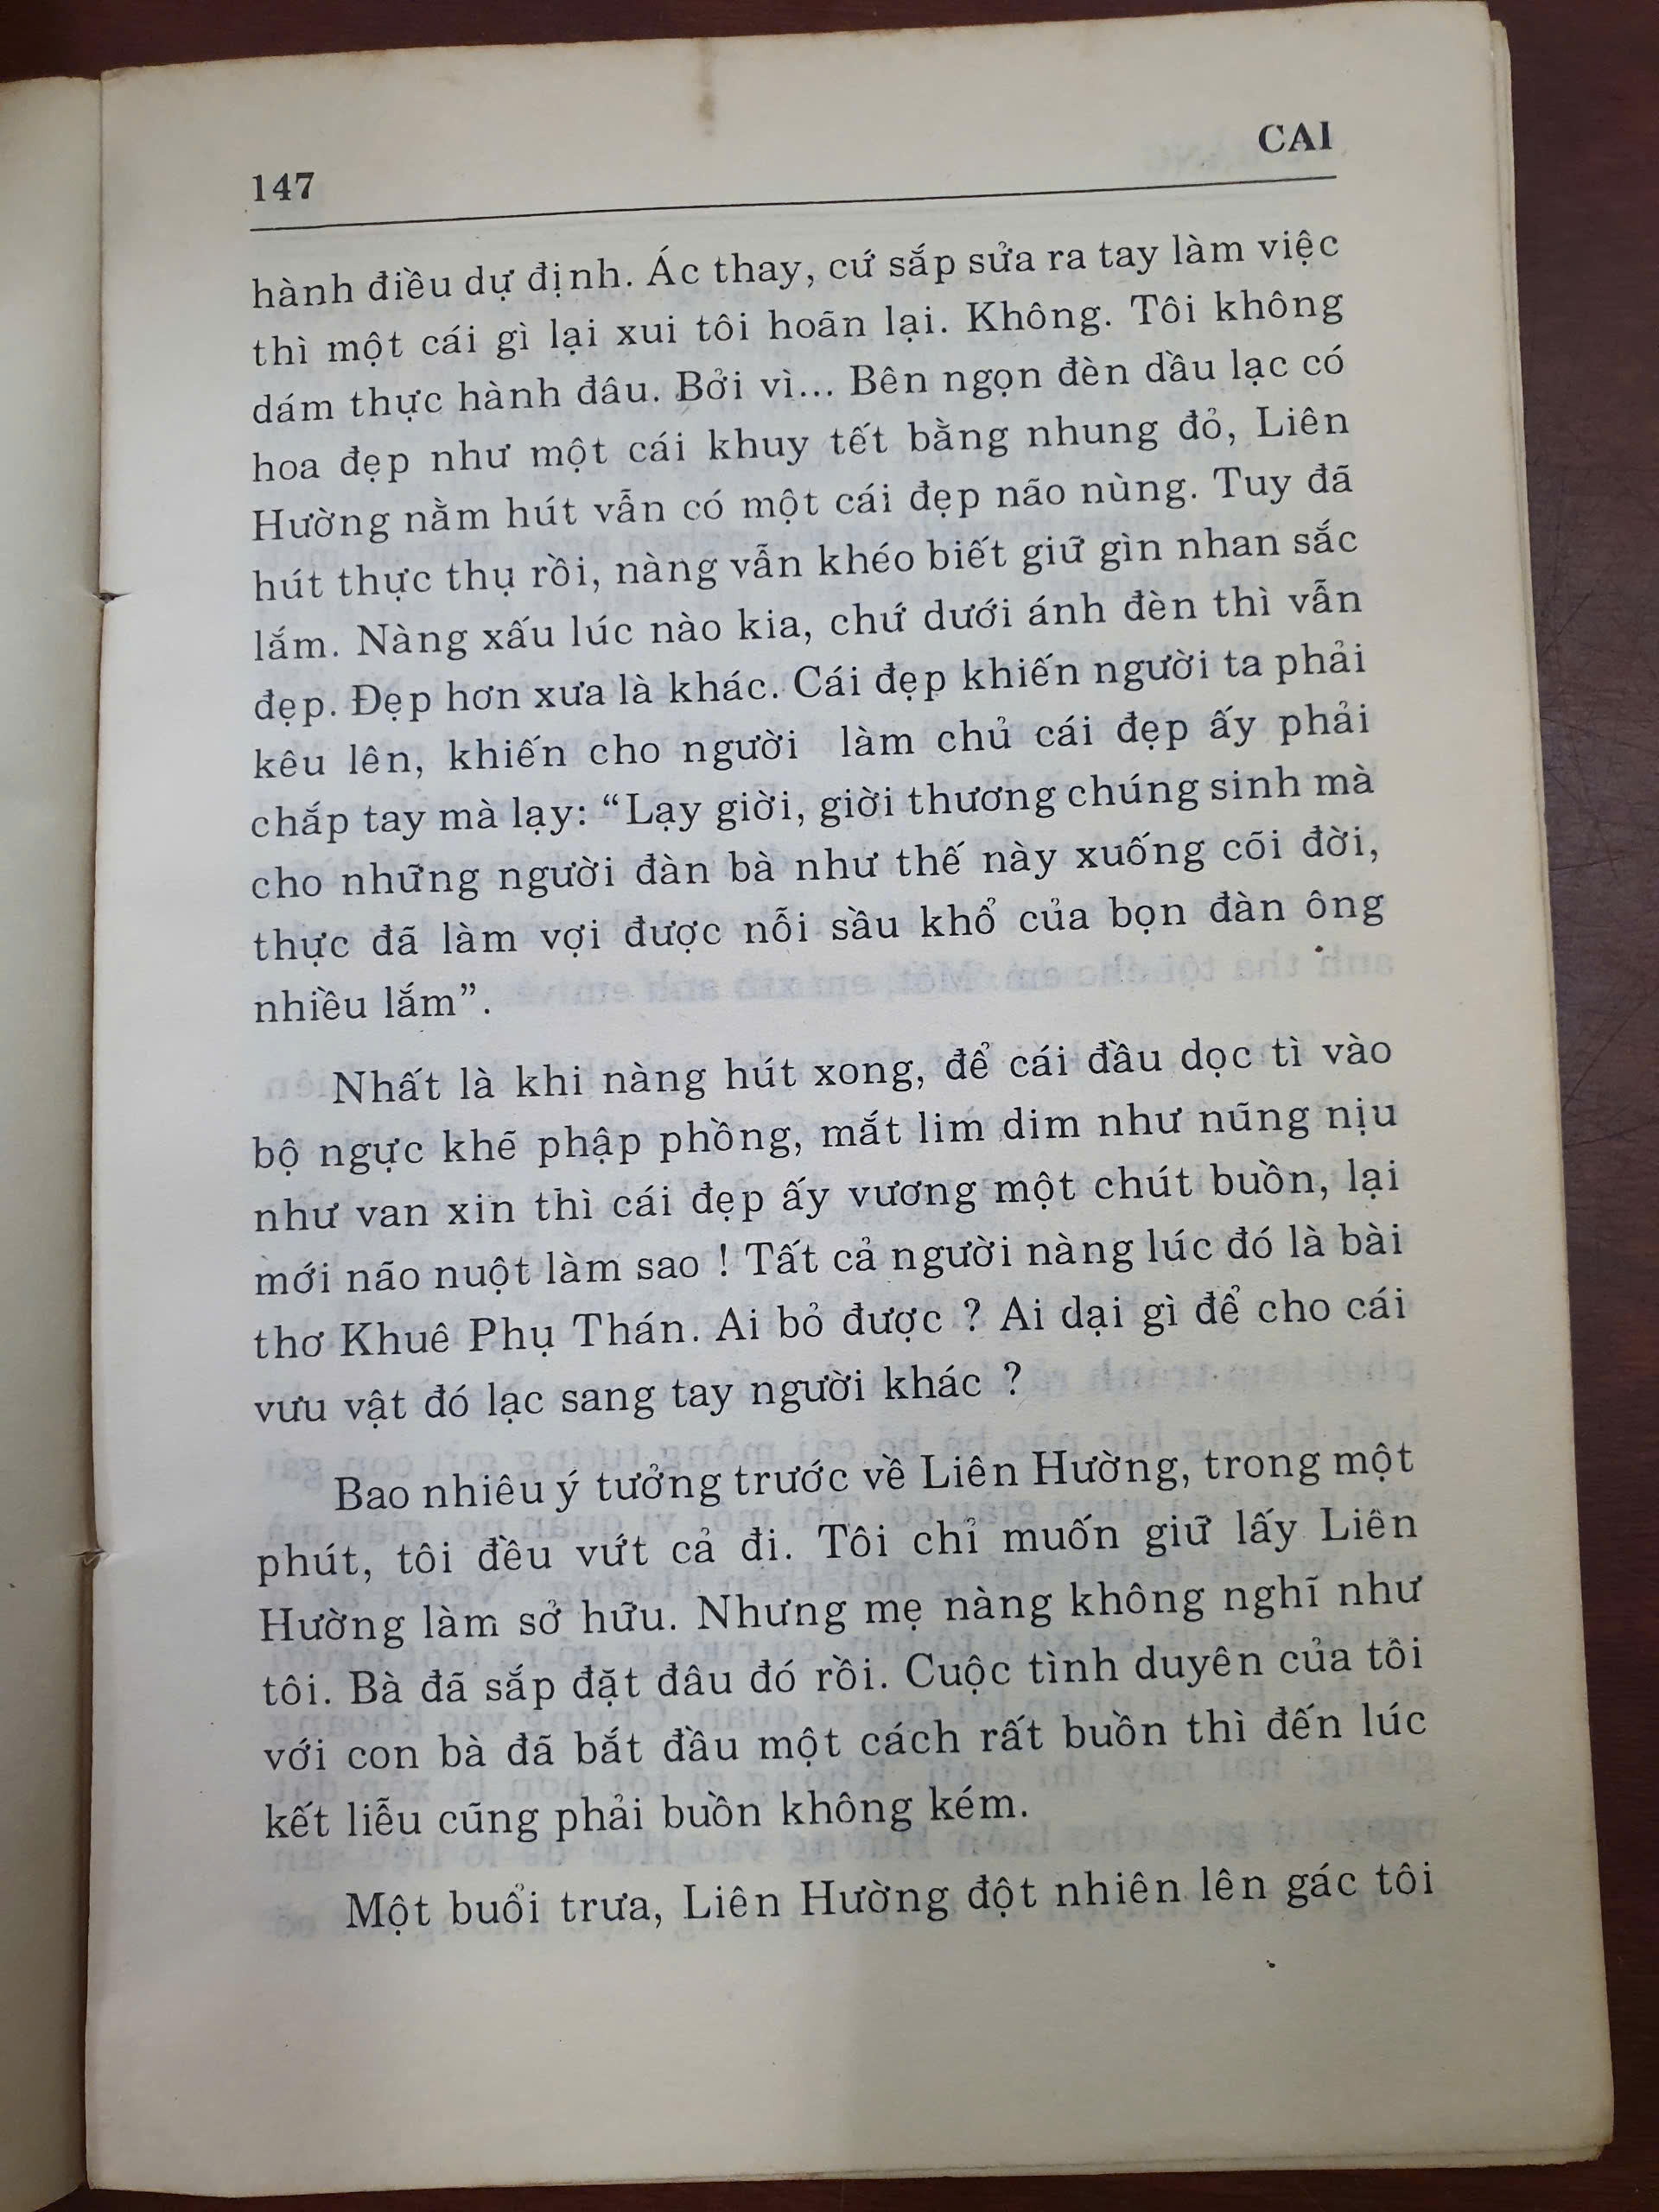 CAI
147
hành điều dự định. Ác thay, cứ sắp sửa ra tay làm việc
thì một cái gì lại xui tôi hoãn lại. Không. Tôi không
dám thực hành đâu. Bởi vì... Bên ngọn đèn dầu lạc có
hoa đẹp như một cái khuy tết bằng nhung đỏ, Liên
Hường nằm hút vẫn có một cái đẹp não nùng. Tuy đã
hút thực thụ rồi, nàng vẫn khéo biết giữ gìn nhan sắc
lắm. Nàng xấu lúc nào kia, chứ dưới ánh đèn thì vẫn
đẹp. Đẹp hơn xưa là khác. Cái đẹp khiến người ta phải
kêu lên, khiến cho người làm chủ cái đẹp ấy phải
chắp tay mà lạy: “Lạy giời, giời thương chúng sinh mà
cho những người đàn bà như thế này xuống cõi đời,
thực đã làm vợi được nỗi sầu khổ của bọn đàn ông
nhiều lắm”.
Nhất là khi nàng hút xong, để cái đầu dọc tì vào
bộ ngực khẽ phập phồng, mắt lim dim như nũng nịu
như van xin thì cái đẹp ấy vương một chút buồn, lại
mới não nuột làm sao ! Tất cả người nàng lúc đó là bài
thơ Khuê Phụ Thán. Ai bỏ được ? Ai dại gì để cho cái
vưu vật đó lạc sang tay người khác ?
Bao nhiêu ý tưởng trước về Liên Hường, trong một
phút, tôi đều vứt cả đi. Tôi chỉ muốn giữ lấy Liên
Hường làm sở hữu. Nhưng mẹ nàng không nghĩ như
tôi. Bà đã sắp đặt đâu đó rồi. Cuộc tình duyên của tôi
với con bà đã bắt đầu một cách rất buồn thì đến lúc
kết liễu cũng phải buồn không kém.
Một buổi trưa, Liên Hường đột nhiên lên gác tôi